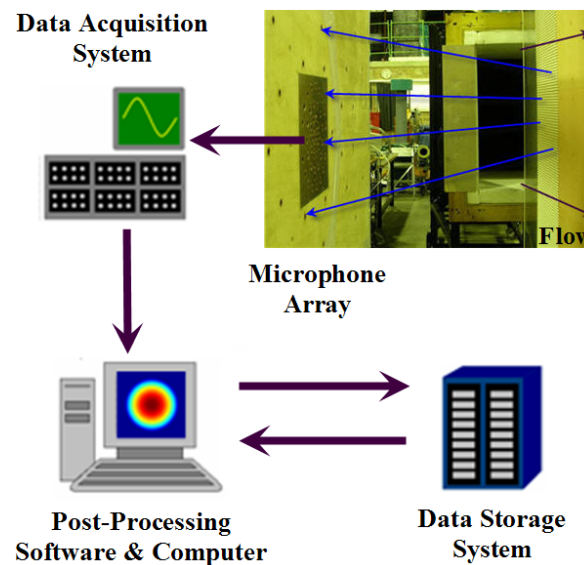 Data Acquisition
System
Flow
Microphone
Array
Post-Processing
Software & Computer
Data Storage
System